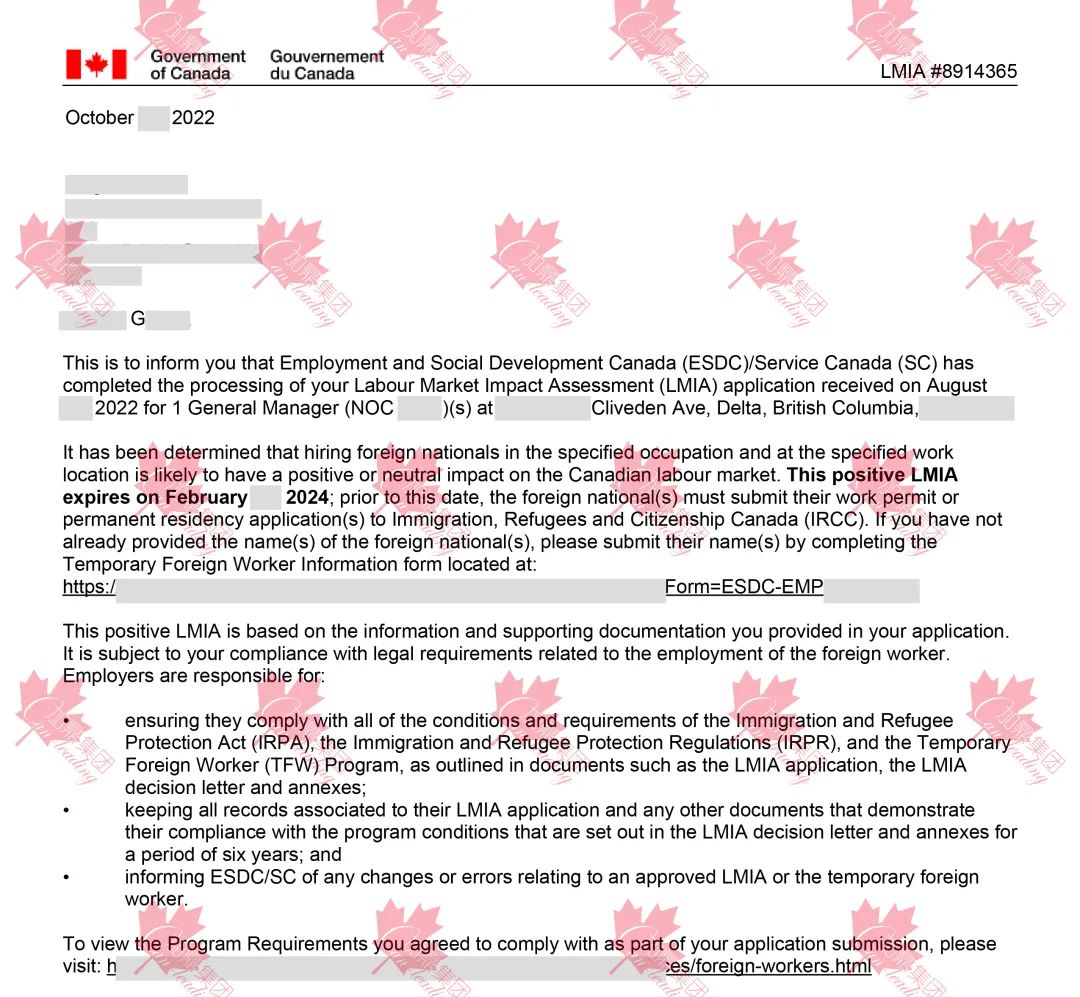 Government of Canada
Gouvernement du Canada
LMIA #8914365
October 2022
G
This is to inform you that Employment and Social Development Canada (ESDC)/Service Canada (SC) has
completed the processing of your Labour Market Impact Assessment (LMIA) application received on August
2022 for 1 General Manager (NOC )(s) at Cliveden Ave, Delta, British Columbia,
It has been determined that hiring foreign nationals in the specified occupation and at the specified work
location is likely to have a positive or neutral impact on the Canadian labour market. This positive LMIA
expires on February 2024; prior to this date, the foreign national(s) must submit their work permit or
permanent residency application(s) to Immigration, Refugees and Citizenship Canada (IRCC). If you have not
already provided the name(s) of the foreign national(s), please submit their name(s) by completing the
Temporary Foreign Worker Information form located at:
https:/ Form=ESDC-EMP
This positive LMIA is based on the information and supporting documentation you provided in your application.
It is subject to your compliance with legal requirements related to the employment of the foreign worker.
Employers are responsible for:
• ensuring they comply with all of the conditions and requirements of the Immigration and Refugee
Protection Act (IRPA), the Immigration and Refugee Protection Regulations (IRPR), and the Temporary
Foreign Worker (TFW) Program, as outlined in documents such as the LMIA application, the LMIA
decision letter and annexes;
• keeping all records associated to their LMIA application and any other documents that demonstrate
their compliance with the program conditions that are set out in the LMIA decision letter and annexes for
a period of six years; and
• informing ESDC/SC of any changes or errors relating to an approved LMIA or the temporary foreign
worker.
To view the Program Requirements you agreed to comply with as part of your application submission, please
visit: h ces/foreign-workers.html